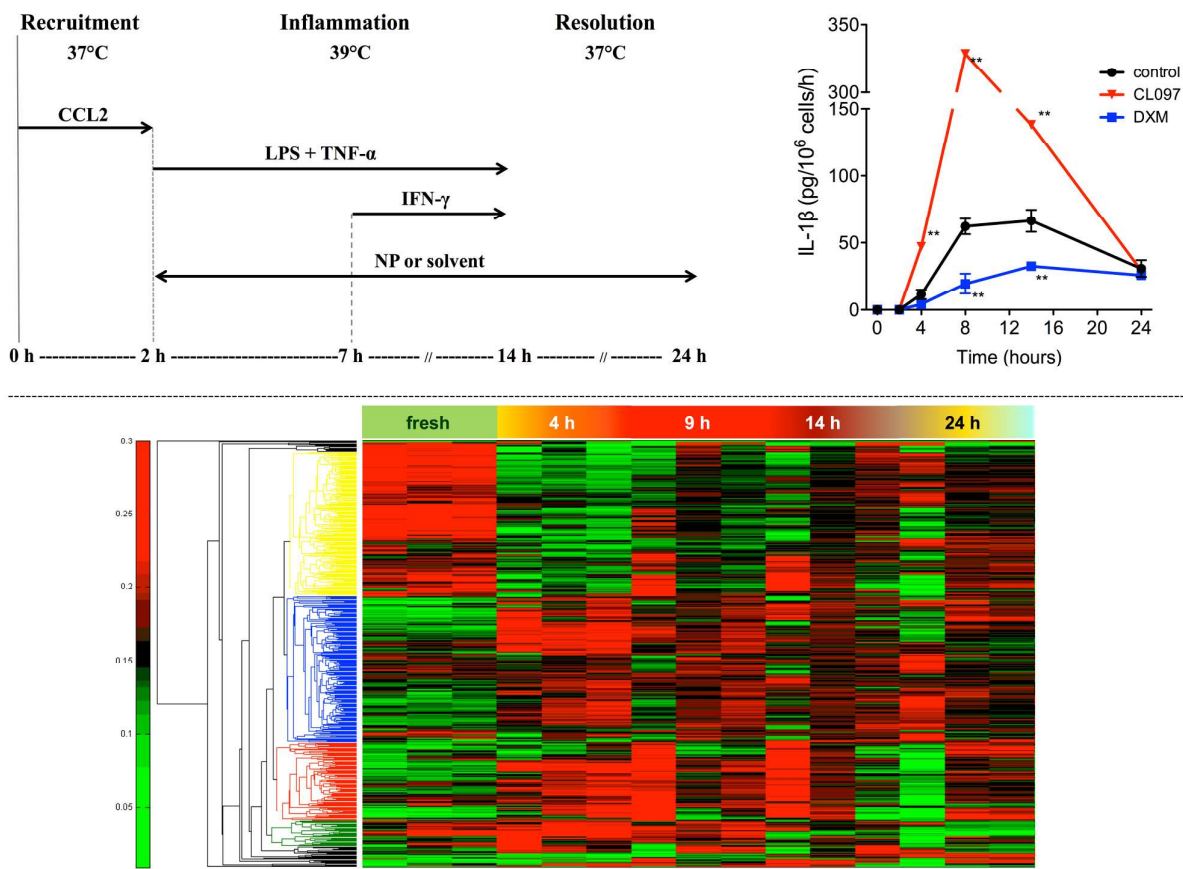 Recruitment Inflammation Resolution
37°C 39°C 37°C
CCL2
LPS + TNF-α
IFN-γ
NP or solvent
0 h ---------------- 2 h ------------------------- 7 h ------- // ------- 14 h ---------- // -------- 24 h
IL-1β (pg/10⁶ cells/h)
350
300
150
100
50
0
control
CL097
DXM
**
**
**
**
**
0 4 8 12 16 20 24
Time (hours)
fresh 4 h 9 h 14 h 24 h
0.3
0.25
0.2
0.15
0.1
0.05